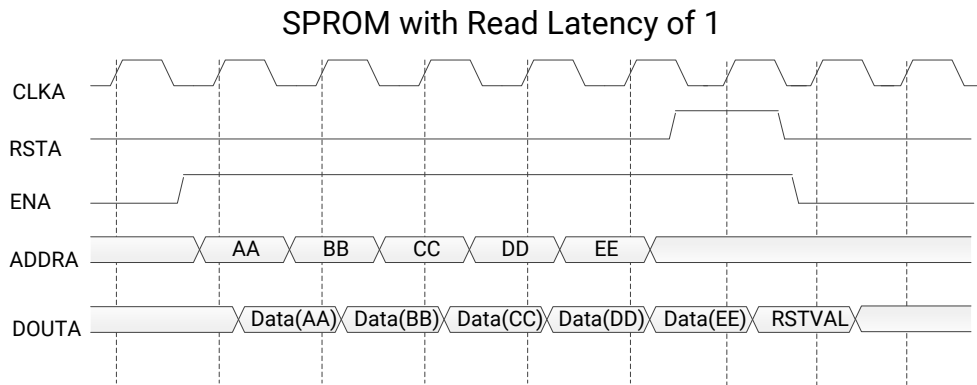 SPROM with Read Latency of 1
CLKA
RSTA
ENA
ADDRA AA BB CC DD EE
DOUTA Data(AA) Data(BB) Data(CC) Data(DD) Data(EE) RSTVAL